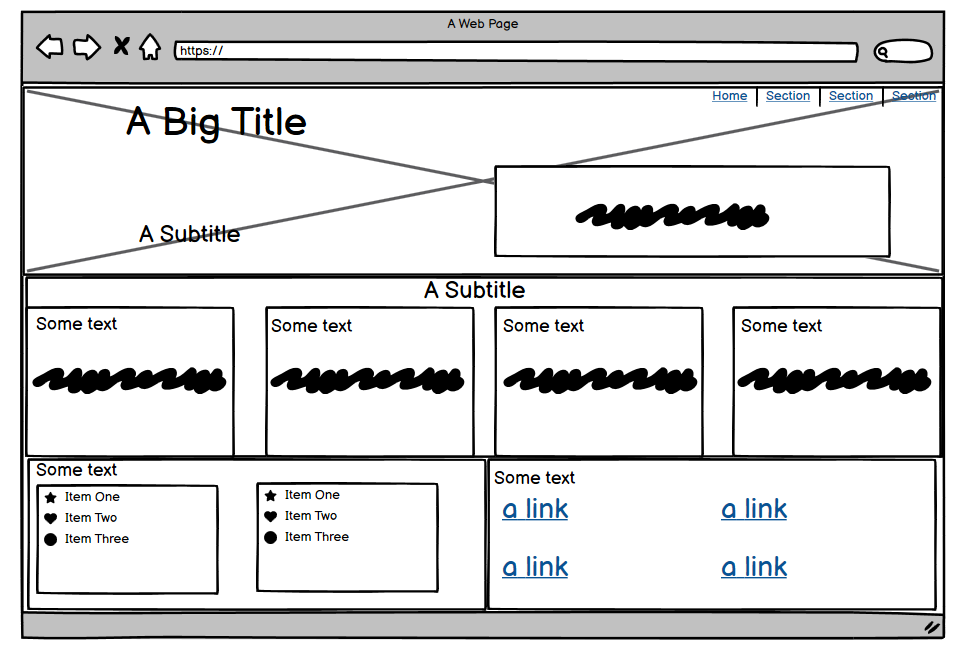 A Web Page
https://
Home Section Section Section
A Big Title
A Subtitle
A Subtitle
Some text
Some text
Some text
Some text
Some text
Item One
Item Two
Item Three
Item One
Item Two
Item Three
Some text
a link
a link
a link
a link